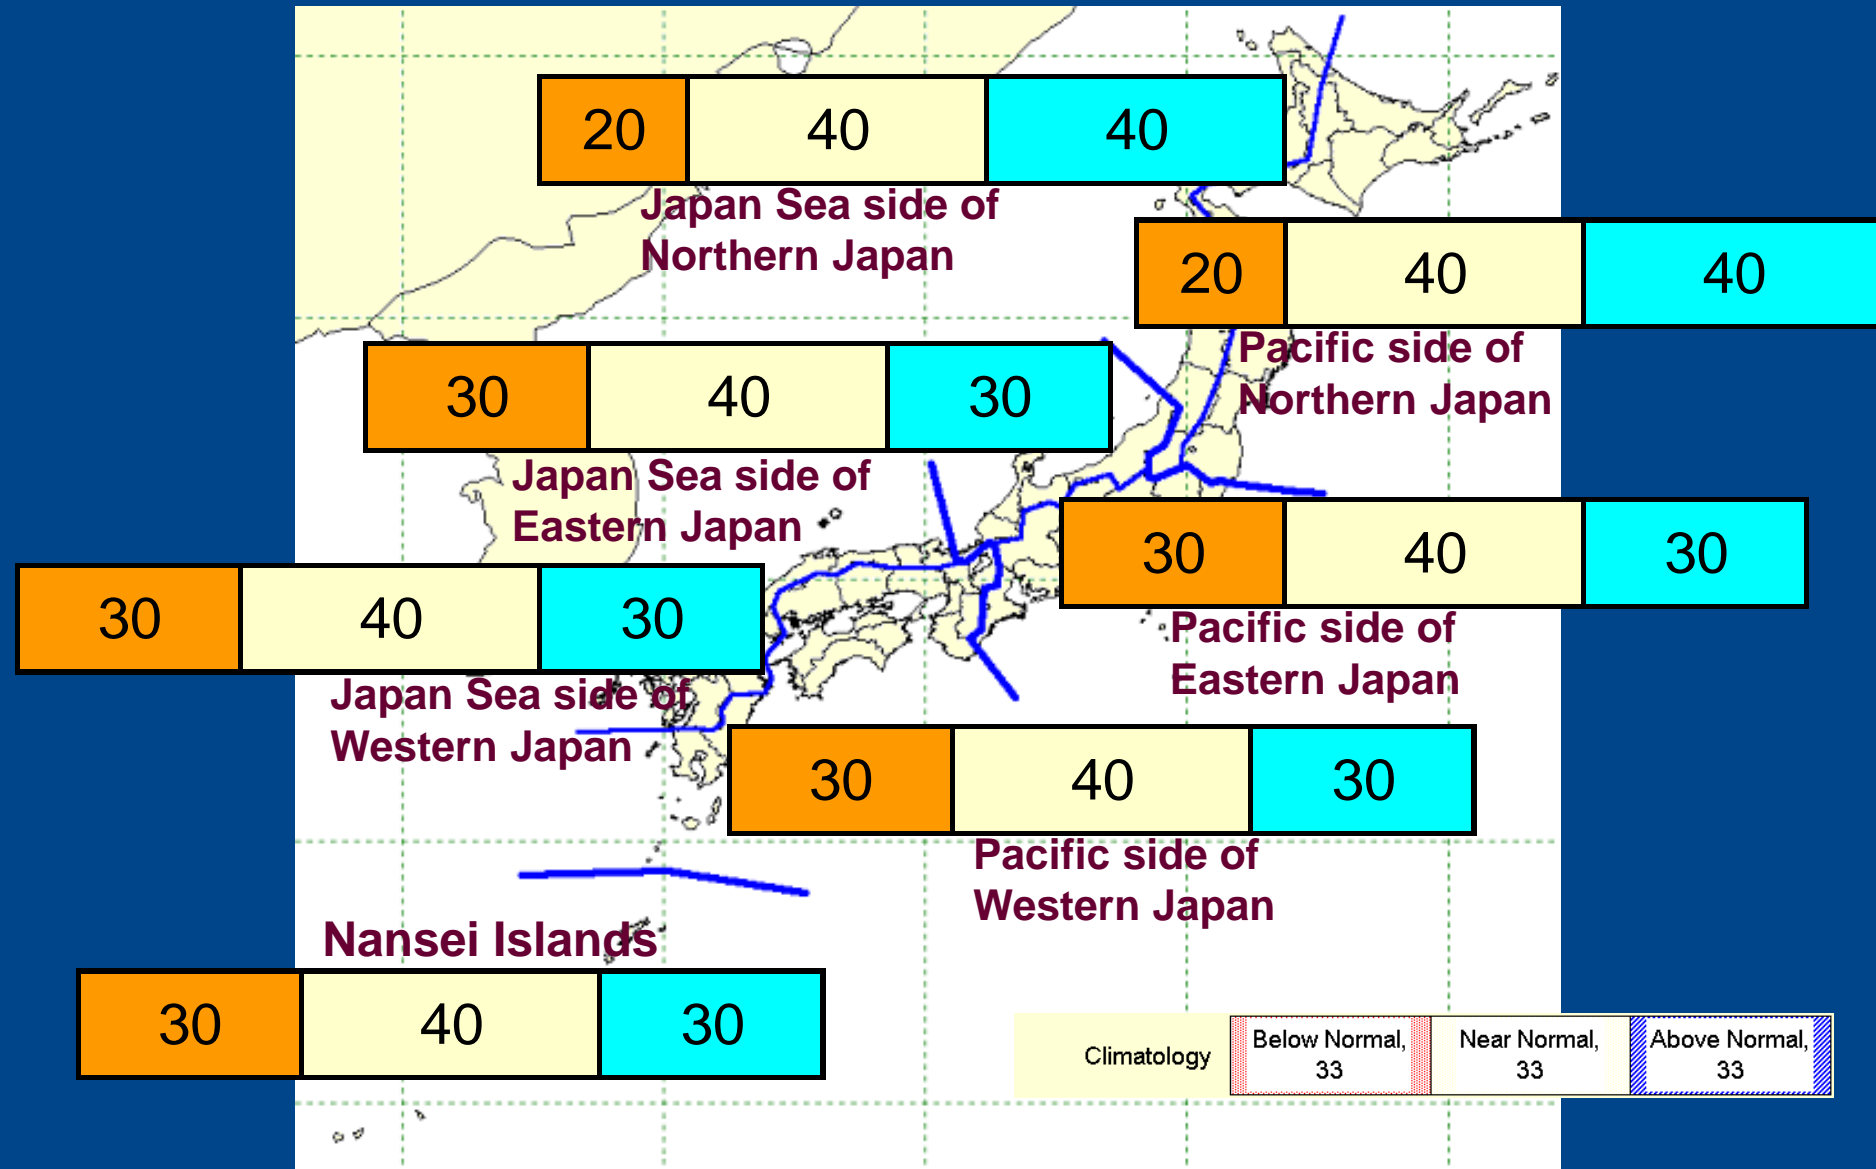 20 40 40
Japan Sea side of
Northern Japan
20 40 40
Pacific side of
Northern Japan
30 40 30
Japan Sea side of
Eastern Japan
30 40 30
Pacific side of
Eastern Japan
30 40 30
Japan Sea side of
Western Japan
30 40 30
Pacific side of
Western Japan
Nansei Islands
30 40 30
Climatology
Below Normal,
33
Near Normal,
33
Above Normal,
33